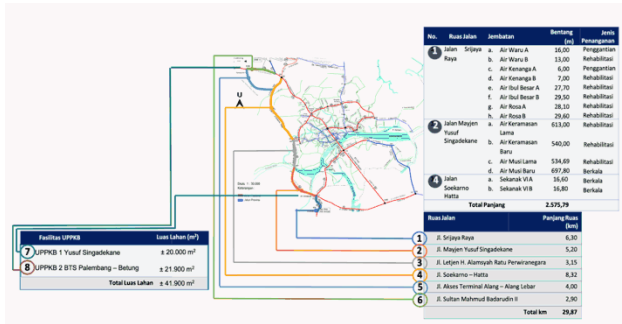 No. Ruas Jalan Jembatan Bentang (m) Jenis Penanganan
1 Jalan Srijaya Raya a. Air Waru A 16,00 Penggantian
b. Air Waru B 13,00 Rehabilitasi
c. Air Kenanga A 6,00 Penggantian
d. Air Kenanga B 7,00 Rehabilitasi
e. Air Ibul Besar A 27,70 Rehabilitasi
f. Air Ibul Besar B 29,50 Rehabilitasi
g. Air Rosa A 28,10 Rehabilitasi
h. Air Rosa B 29,60 Rehabilitasi
2 Jalan Mayjen Yusuf Singadekane a. Air Keramasan Lama 613,00 Rehabilitasi
b. Air Keramasan Baru 540,00 Rehabilitasi
c. Air Musi Lama 534,69 Rehabilitasi
d. Air Musi Baru 697,80 Berkala
4 Jalan Soekarno Hatta a. Sekanak VI A 16,60 Berkala
b. Sekanak VI B 16,80 Berkala
Total Panjang 2.575,79
U
Ruas Jalan Panjang Ruas (km)
1 Jl. Srijaya Raya 6,30
2 Jl. Mayjen Yusuf Singadekane 5,20
3 Jl. Letjen H. Alamsyah Ratu Perwiranegara 3,15
4 Jl. Soekarno – Hatta 8,32
5 Jl. Akses Terminal Alang – Alang Lebar 4,00
6 Jl. Sultan Mahmud Badarudin II 2,90
Total km 29,87
Fasilitas UPPKB Luas Lahan (m²)
7 UPPKB 1 Yusuf Singadekane ± 20.000 m²
8 UPPKB 2 BTS Palembang – Betung ± 21.900 m²
Total Luas Lahan ± 41.900 m²